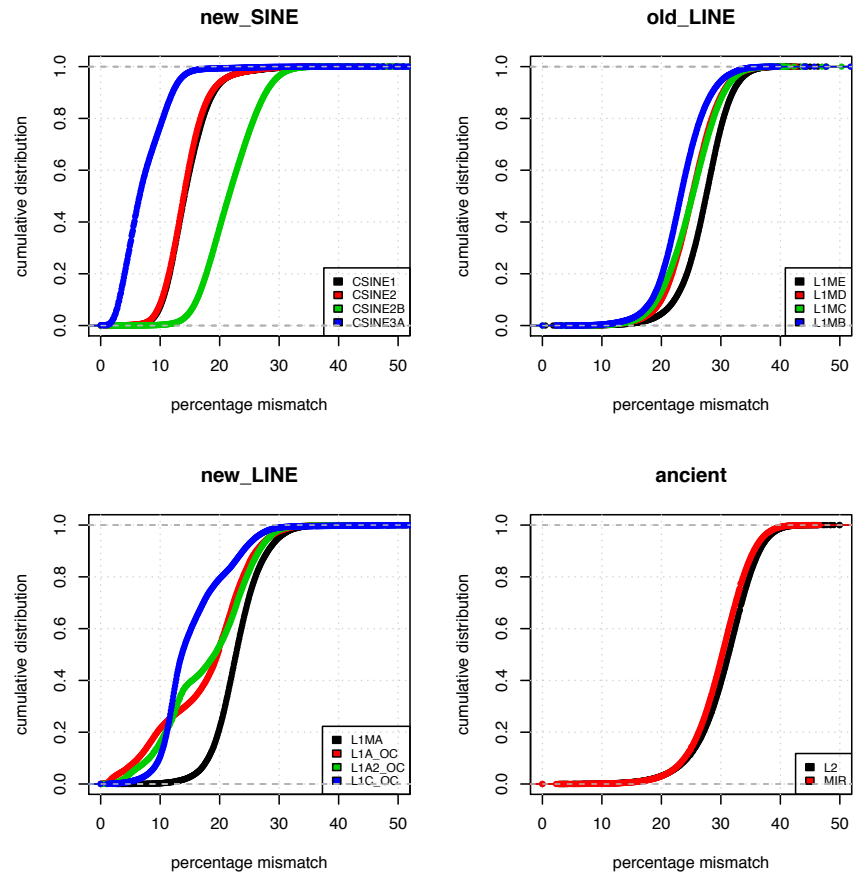 new_SINE
cumulative distribution
0.0 0.2 0.4 0.6 0.8 1.0
CSINE1
CSINE2
CSINE2B
CSINE3A
0 10 20 30 40 50
percentage mismatch
old_LINE
cumulative distribution
0.0 0.2 0.4 0.6 0.8 1.0
L1ME
L1MD
L1MC
L1MB
0 10 20 30 40 50
percentage mismatch
new_LINE
cumulative distribution
0.0 0.2 0.4 0.6 0.8 1.0
L1MA
L1A_OC
L1A2_OC
L1C_OC
0 10 20 30 40 50
percentage mismatch
ancient
cumulative distribution
0.0 0.2 0.4 0.6 0.8 1.0
L2
MIR
0 10 20 30 40 50
percentage mismatch